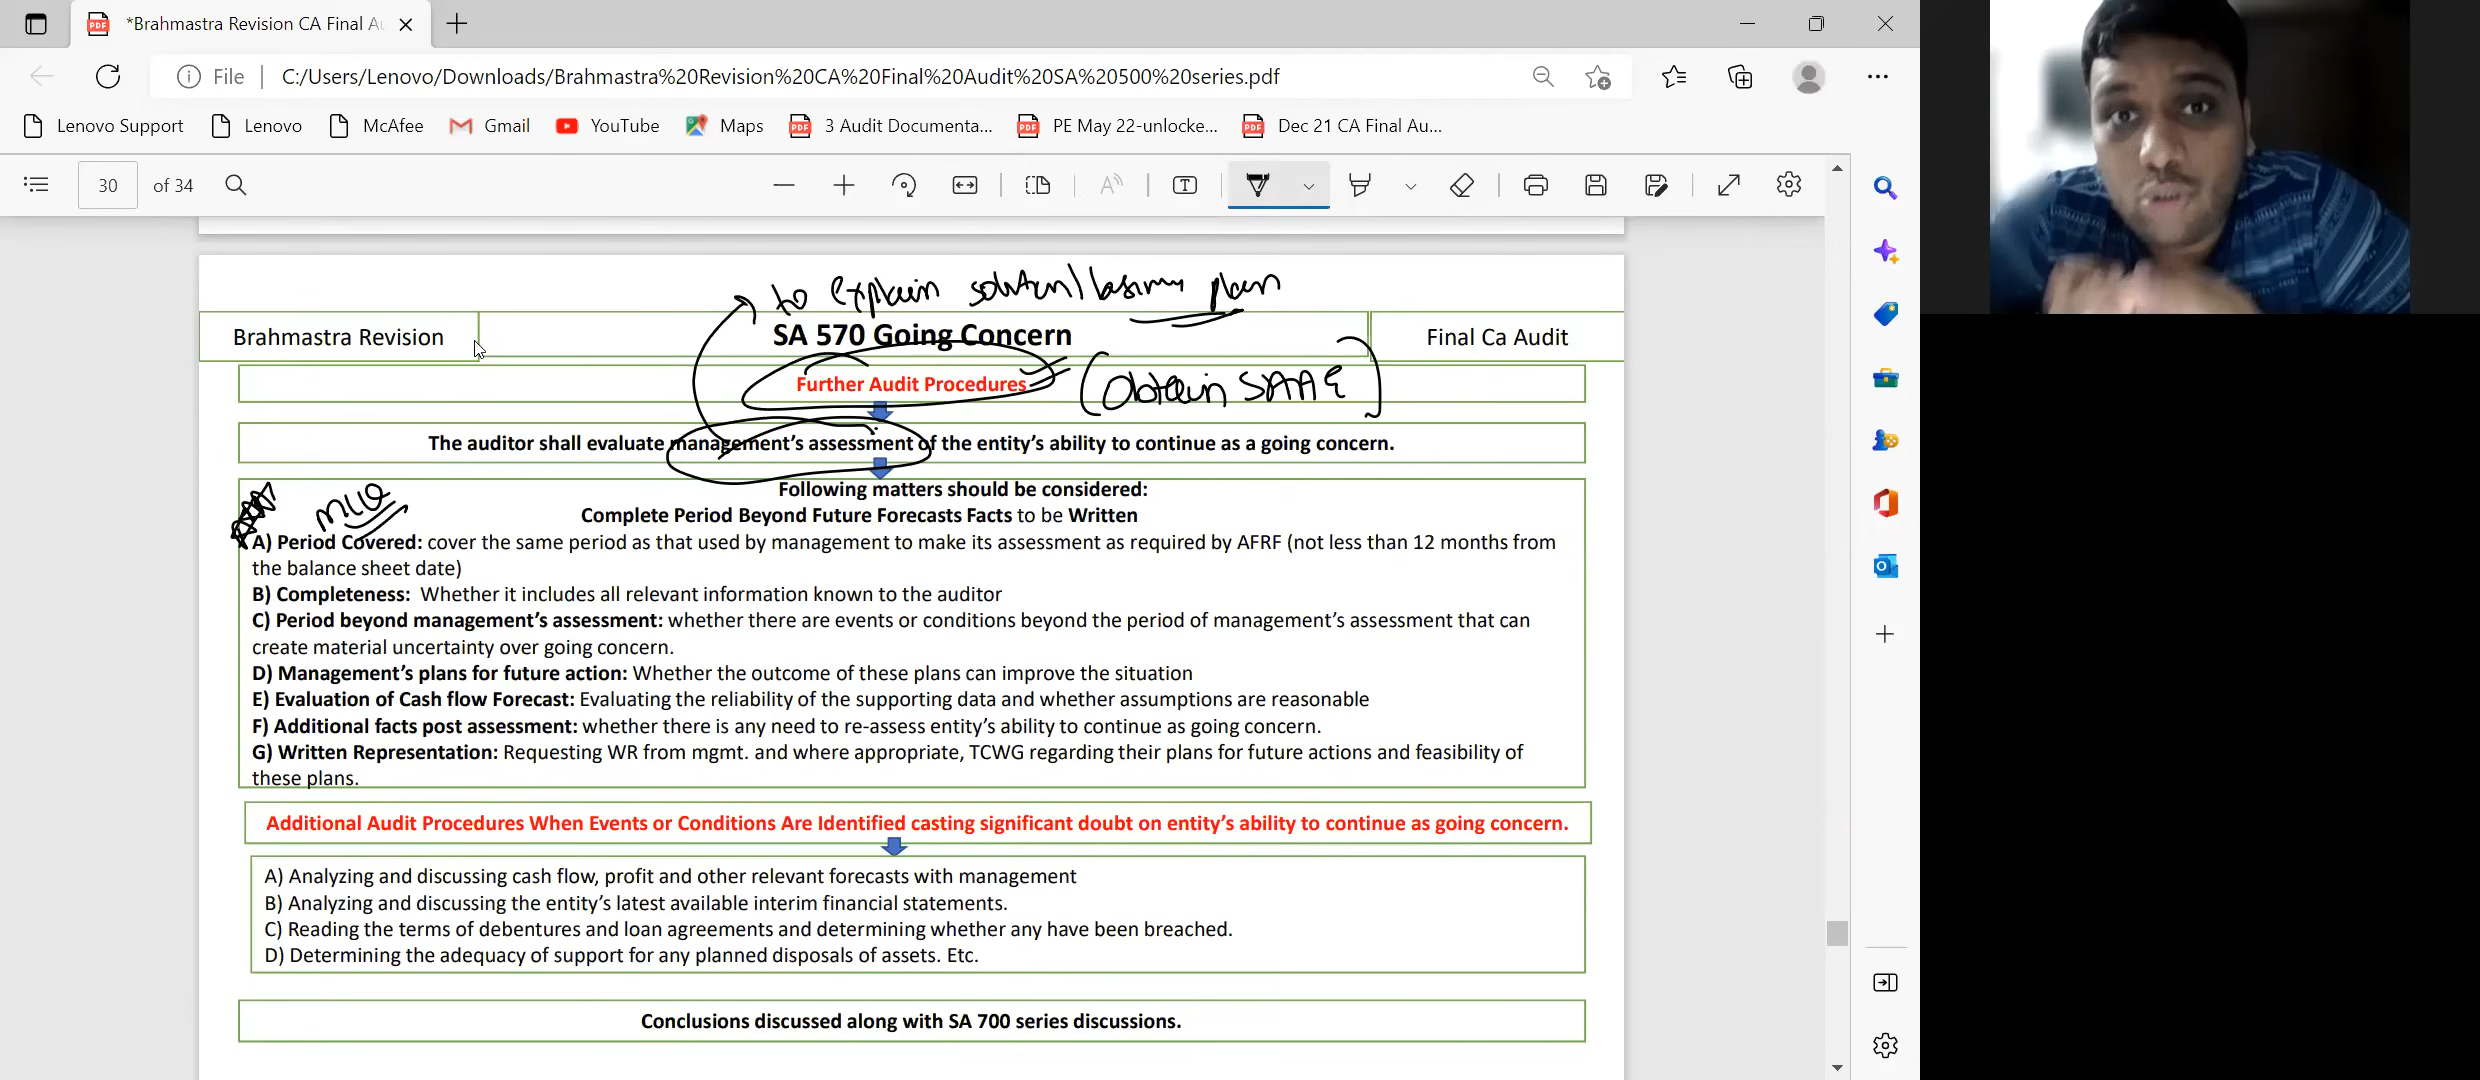 *Brahmastra Revision CA Final Au
File
C:/Users/Lenovo/Downloads/Brahmastra%20Revision%20CA%20Final%20Audit%20SA%20500%20series.pdf
Lenovo Support
Lenovo
McAfee
Gmail
YouTube
Maps
3 Audit Documenta...
PE May 22-unlocke...
Dec 21 CA Final Au...
30 of 34
to explain solution/ plan
Brahmastra Revision
SA 570 Going Concern
Final Ca Audit
Further Audit Procedures
(Obtain SAAE)
The auditor shall evaluate management's assessment of the entity's ability to continue as a going concern.
Following matters should be considered:
MCQ
Complete Period Beyond Future Forecasts Facts to be Written
A) Period Covered: cover the same period as that used by management to make its assessment as required by AFRF (not less than 12 months from
the balance sheet date)
B) Completeness: Whether it includes all relevant information known to the auditor
C) Period beyond management's assessment: whether there are events or conditions beyond the period of management's assessment that can
create material uncertainty over going concern.
D) Management's plans for future action: Whether the outcome of these plans can improve the situation
E) Evaluation of Cash flow Forecast: Evaluating the reliability of the supporting data and whether assumptions are reasonable
F) Additional facts post assessment: whether there is any need to re-assess entity's ability to continue as going concern.
G) Written Representation: Requesting WR from mgmt. and where appropriate, TCWG regarding their plans for future actions and feasibility of
these plans.
Additional Audit Procedures When Events or Conditions Are Identified casting significant doubt on entity's ability to continue as going concern.
A) Analyzing and discussing cash flow, profit and other relevant forecasts with management
B) Analyzing and discussing the entity's latest available interim financial statements.
C) Reading the terms of debentures and loan agreements and determining whether any have been breached.
D) Determining the adequacy of support for any planned disposals of assets. Etc.
Conclusions discussed along with SA 700 series discussions.